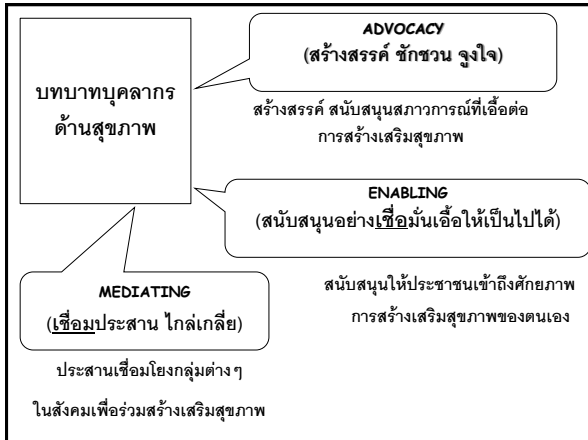 บทบาทบุคลากร
ด้านสุขภาพ
ADVOCACY
(สร้างสรรค์ ชักชวน จูงใจ)
สร้างสรรค์ สนับสนุนสภาวการณ์ที่เอื้อต่อ
การสร้างเสริมสุขภาพ
ENABLING
(สนับสนุนอย่างเชื่อมั่นเอื้อให้เป็นไปได้)
สนับสนุนให้ประชาชนเข้าถึงศักยภาพ
การสร้างเสริมสุขภาพของตนเอง
MEDIATING
(เชื่อมประสาน ไกล่เกลี่ย)
ประสานเชื่อมโยงกลุ่มต่างๆ
ในสังคมเพื่อร่วมสร้างเสริมสุขภาพ